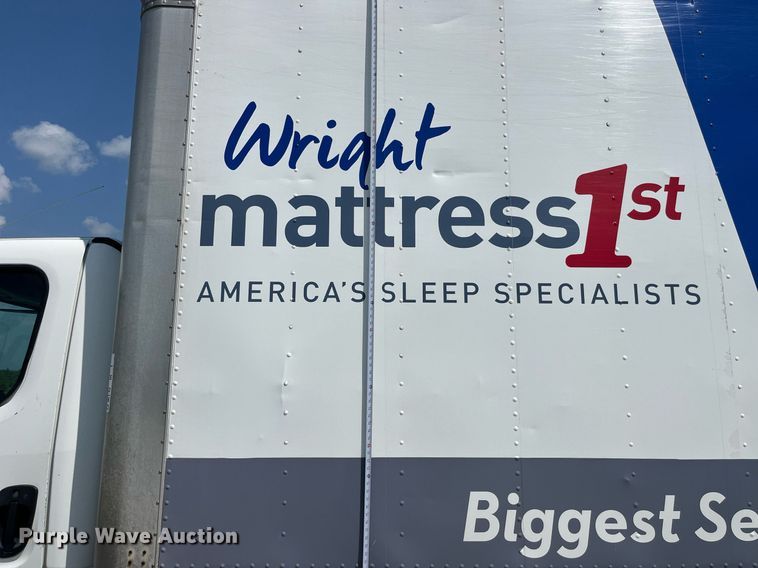 Wright
mattress1st
AMERICA'S SLEEP SPECIALISTS
Biggest Se
Purple Wave Auction